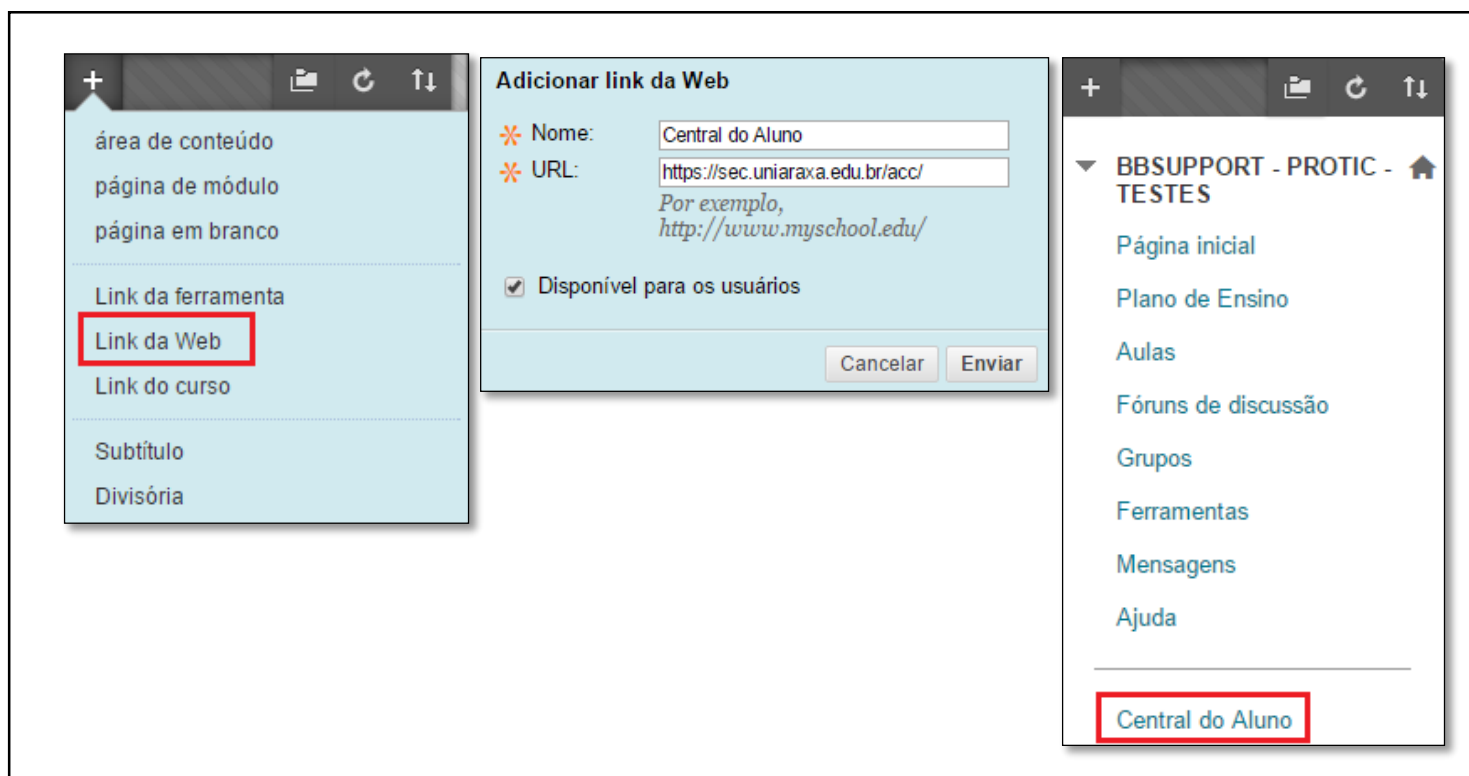 +
área de conteúdo
página de módulo
página em branco
Link da ferramenta
Link da Web
Link do curso
Subtítulo
Divisória
Adicionar link da Web
Nome:
Central do Aluno
URL:
https://sec.uniaraxa.edu.br/acc/
Por exemplo,
http://www.myschool.edu/
Disponível para os usuários
Cancelar
Enviar
+
BBSUPPORT - PROTIC -
TESTES
Página inicial
Plano de Ensino
Aulas
Fóruns de discussão
Grupos
Ferramentas
Mensagens
Ajuda
Central do Aluno